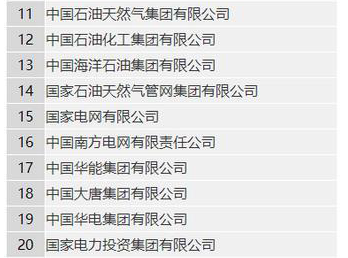 11 中国石油天然气集团有限公司
12 中国石油化工集团有限公司
13 中国海洋石油集团有限公司
14 国家石油天然气管网集团有限公司
15 国家电网有限公司
16 中国南方电网有限责任公司
17 中国华能集团有限公司
18 中国大唐集团有限公司
19 中国华电集团有限公司
20 国家电力投资集团有限公司